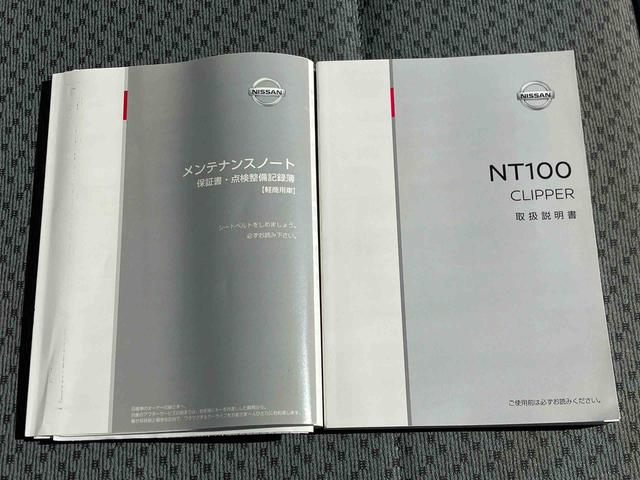 NISSAN
メンテナンスノート
保証書・点検整備記録簿
[軽商用車]
シートベルトをしめましょう。
必ずお読み下さい。
NISSAN
NT100
CLIPPER
取扱説明書
ご使用前は必ずお読みください。